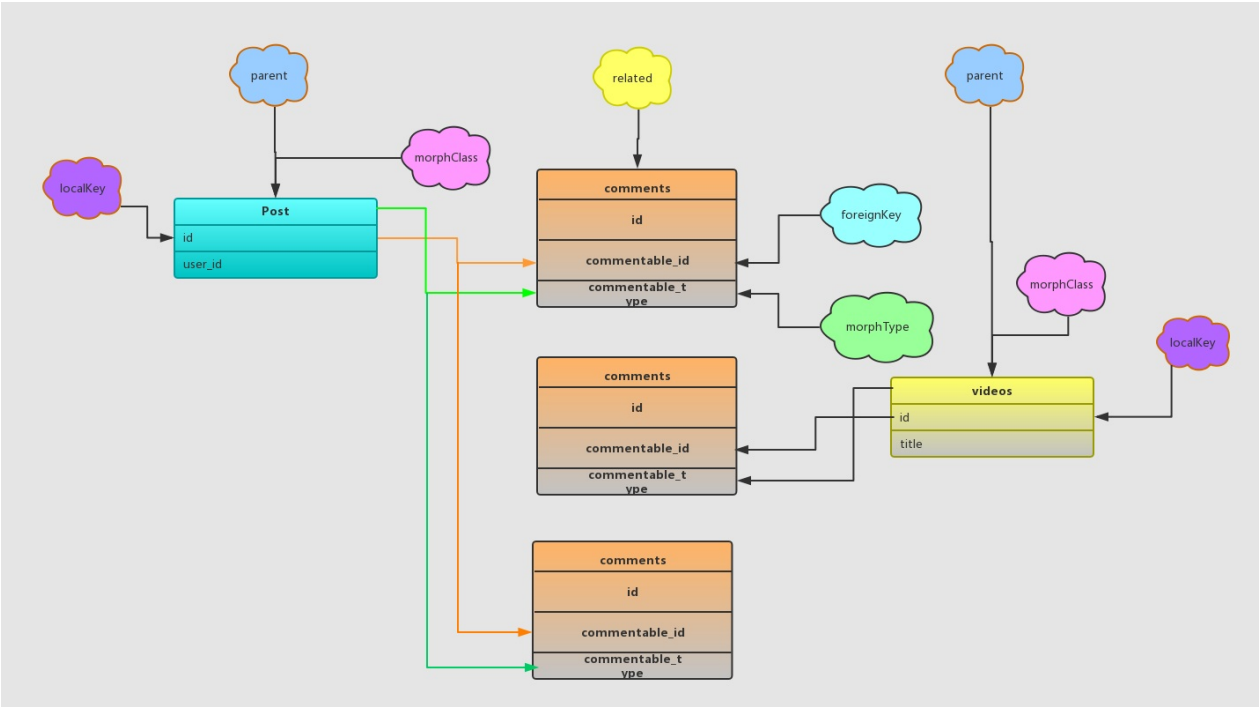 parent
related
parent
morphClass
localKey
Post
id
user_id
comments
id
commentable_id
commentable_t
ype
foreignKey
morphType
morphClass
localKey
comments
id
commentable_id
commentable_t
ype
videos
id
title
comments
id
commentable_id
commentable_t
ype